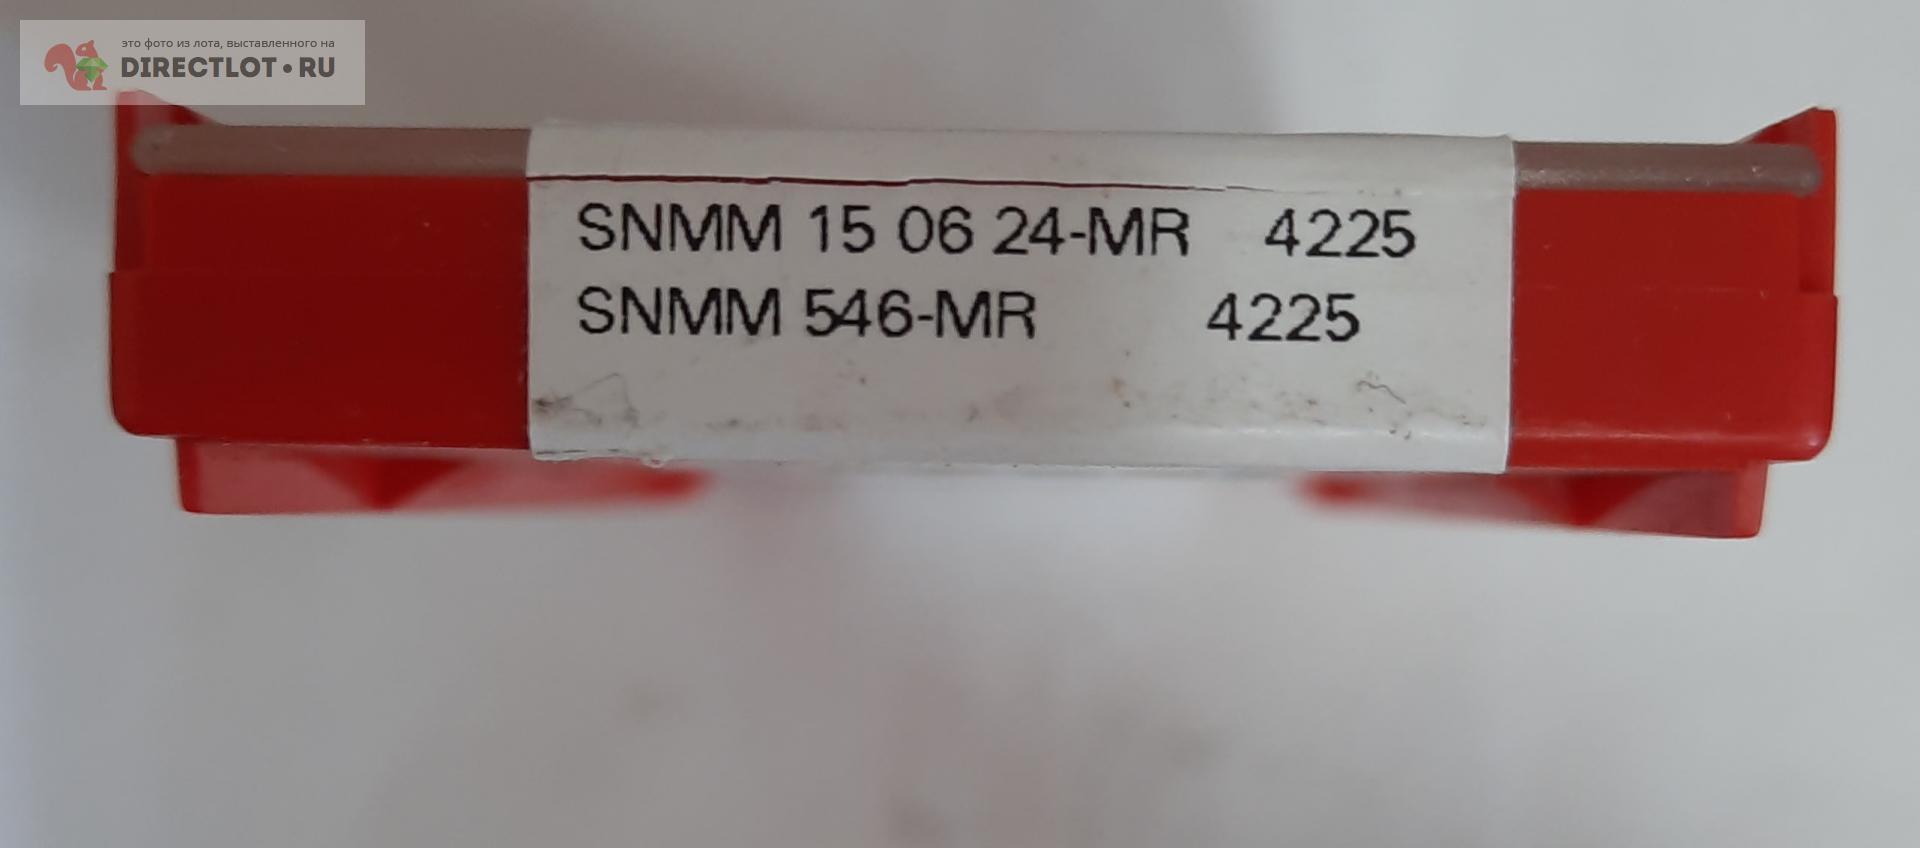 это фото из лота, выставленного на
DIRECTLOT•RU
SNMM 15 06 24-MR 4225
SNMM 546-MR 4225